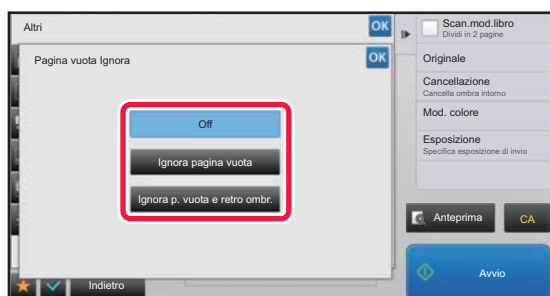 Altri
OK
Pagina vuota Ignora
OK
Off
Ignora pagina vuota
Ignora p. vuota e retro ombr.
Indietro
Scan.mod.libro
Dividi in 2 pagine
Originale
Cancellazione
Cancella ombra intorno
Mod. colore
Esposizione
Specifica esposizione di invio
Anteprima
CA
Avvio